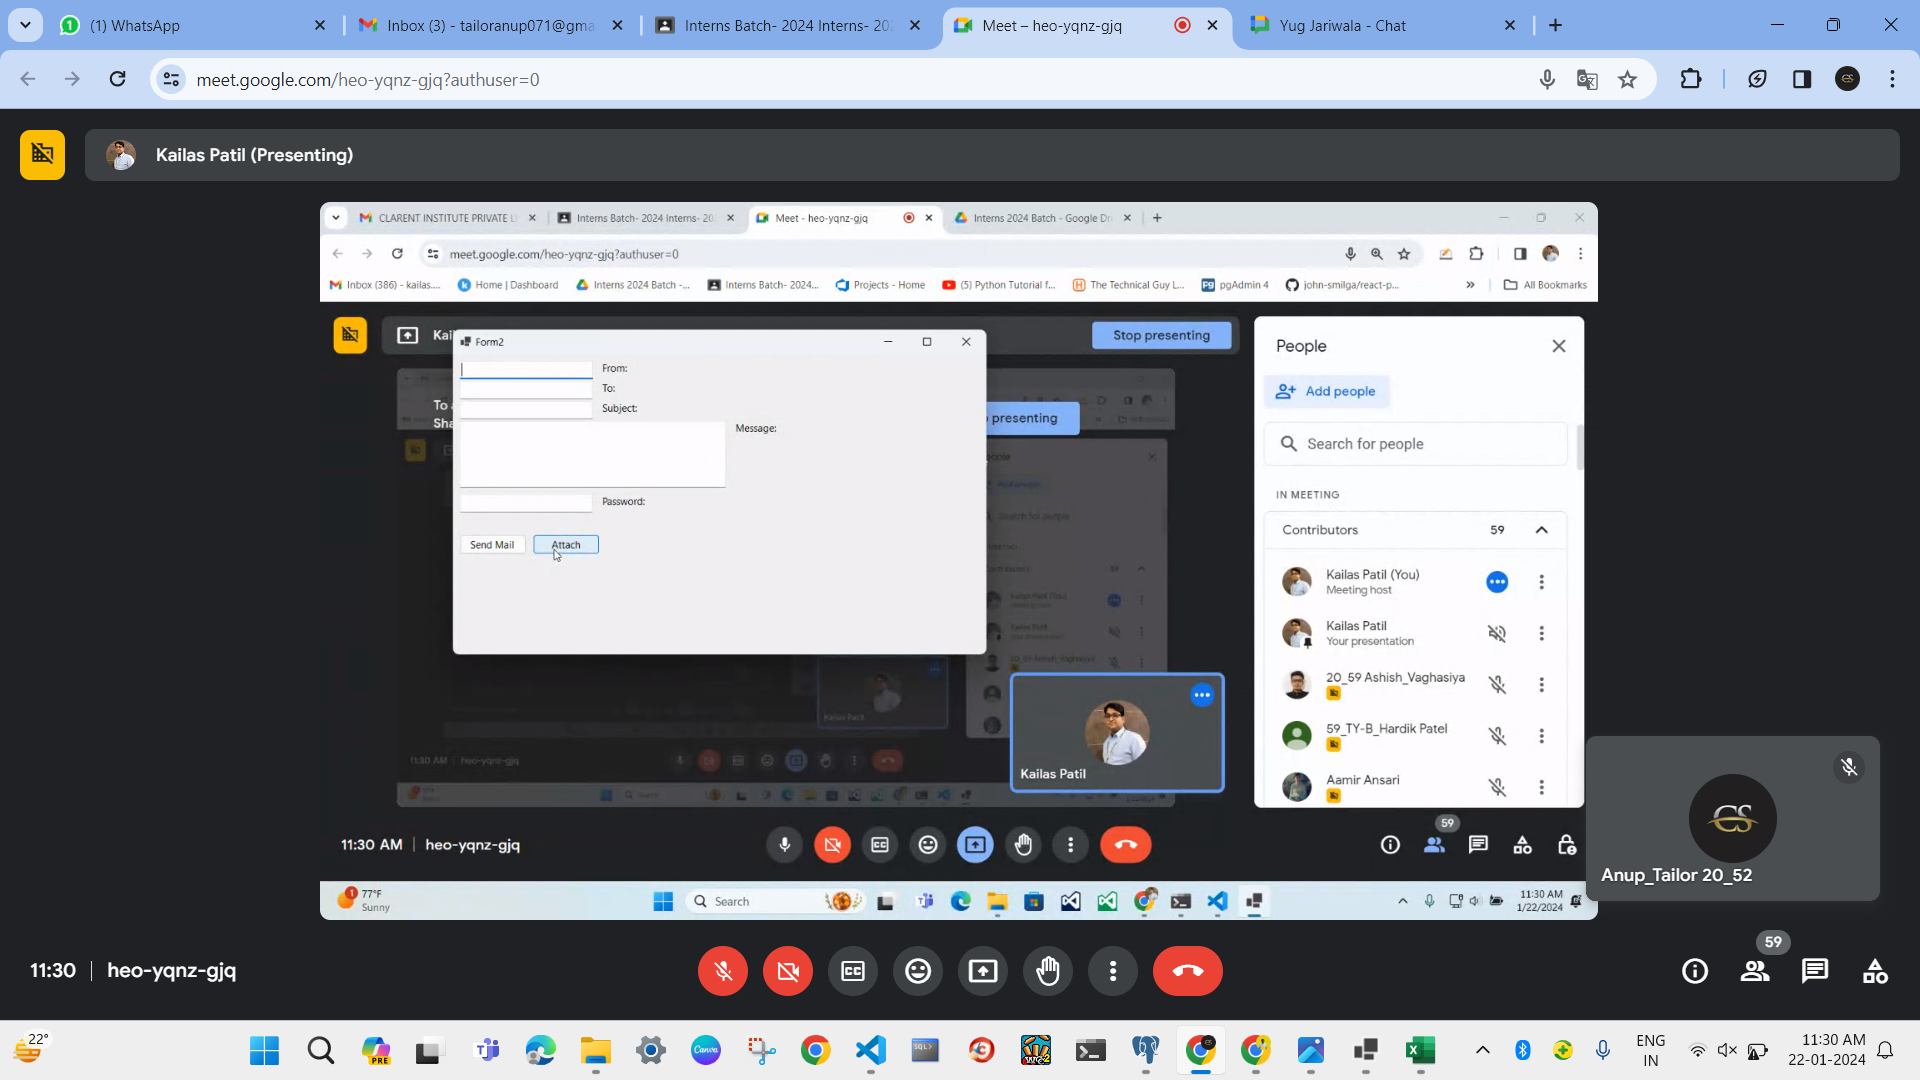 (1) WhatsApp
Inbox (3) - tailoranup071@gma
Interns Batch- 2024 Interns- 202
Meet – heo-yqnz-gjq
Yug Jariwala - Chat
meet.google.com/heo-yqnz-gjq?authuser=0
Kailas Patil (Presenting)
CLARENT INSTITUTE PRIVATE L
Interns Batch- 2024 Interns- 20
Meet - heo-yqnz-gjq
Interns 2024 Batch - Google Dri
meet.google.com/heo-yqnz-gjq?authuser=0
Inbox (386) - kailas....
Home | Dashboard
Interns 2024 Batch -...
Interns Batch- 2024...
Projects - Home
(5) Python Tutorial f...
The Technical Guy L...
pgAdmin 4
john-smilga/react-p...
All Bookmarks
Kai
Form2
Stop presenting
People
From:
To:
Subject:
Message:
Password:
Send Mail
Attach
To
Sha
presenting
Add people
Search for people
IN MEETING
Contributors
59
Kailas Patil (You)
Meeting host
Kailas Patil
Your presentation
20_59 Ashish_Vaghasiya
59_TY-B_Hardik Patel
Aamir Ansari
Kailas Patil
11:30 AM
heo-yqnz-gjq
59
77°F
Sunny
Search
11:30 AM
1/22/2024
CS
Anup_Tailor 20_52
11:30
heo-yqnz-gjq
59
22°
PRE
Canva
SQL>
ENG
IN
11:30 AM
22-01-2024